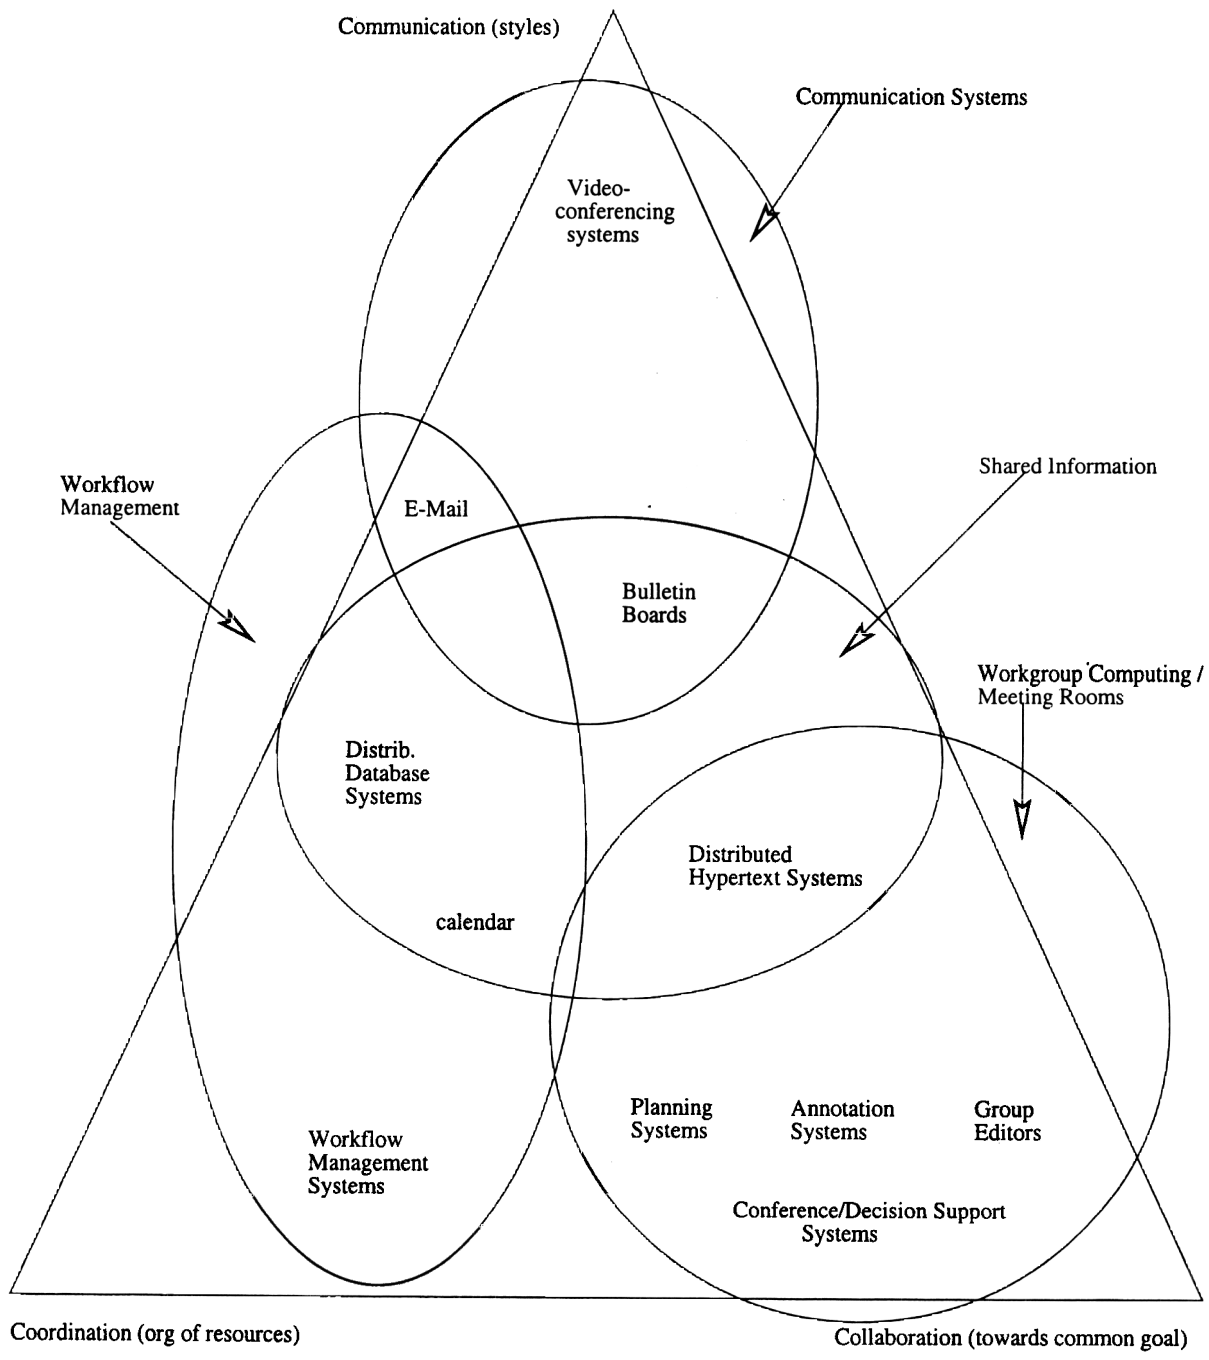 Communication (styles)
Communication Systems
Video-
conferencing
systems
Shared Information
Workflow
Management
E-Mail
Bulletin
Boards
Workgroup Computing /
Meeting Rooms
Distrib.
Database
Systems
Distributed
Hypertext Systems
calendar
Planning
Systems
Annotation
Systems
Group
Editors
Workflow
Management
Systems
Conference/Decision Support
Systems
Coordination (org of resources)
Collaboration (towards common goal)